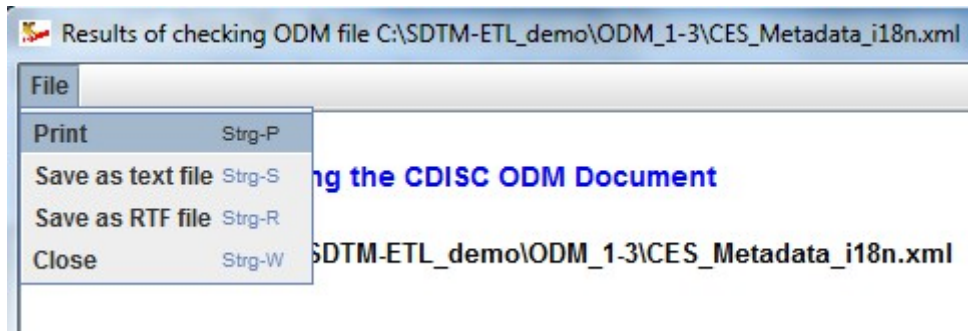 Results of checking ODM file C:\SDTM-ETL_demo\ODM_1-3\CES_Metadata_i18n.xml
File
Print Strg-P
Save as text file Strg-S
ng the CDISC ODM Document
Save as RTF file Strg-R
Close Strg-W
SDTM-ETL_demo\ODM_1-3\CES_Metadata_i18n.xml